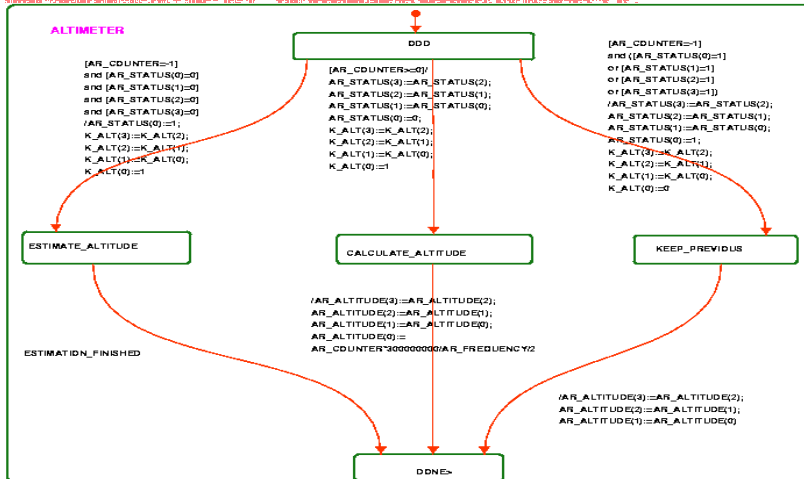 ALTIMETER
DDD
[AR_COUNTER=-1]
and [AR_STATUS(0)=0]
and [AR_STATUS(1)=0]
and [AR_STATUS(2)=0]
and [AR_STATUS(3)=0]
/AR_STATUS(0):=1;
K_ALT(3):=K_ALT(2);
K_ALT(2):=K_ALT(1);
K_ALT(1):=K_ALT(0);
K_ALT(0):=1
[AR_COUNTER>=0]/
AR_STATUS(3):=AR_STATUS(2);
AR_STATUS(2):=AR_STATUS(1);
AR_STATUS(1):=AR_STATUS(0);
AR_STATUS(0):=0;
K_ALT(3):=K_ALT(2);
K_ALT(2):=K_ALT(1);
K_ALT(1):=K_ALT(0);
K_ALT(0):=1
[AR_COUNTER=-1]
and ([AR_STATUS(0)=1]
or [AR_STATUS(1)=1]
or [AR_STATUS(2)=1]
or [AR_STATUS(3)=1])
/AR_STATUS(3):=AR_STATUS(2);
AR_STATUS(2):=AR_STATUS(1);
AR_STATUS(1):=AR_STATUS(0);
AR_STATUS(0):=1;
K_ALT(3):=K_ALT(2);
K_ALT(2):=K_ALT(1);
K_ALT(1):=K_ALT(0);
K_ALT(0):=0
ESTIMATE_ALTITUDE
CALCULATE_ALTITUDE
KEEP_PREVIOUS
/AR_ALTITUDE(3):=AR_ALTITUDE(2);
AR_ALTITUDE(2):=AR_ALTITUDE(1);
AR_ALTITUDE(1):=AR_ALTITUDE(0);
AR_ALTITUDE(0):=
AR_COUNTER*300000000/AR_FREQUENCY/2
ESTIMATION_FINISHED
/AR_ALTITUDE(3):=AR_ALTITUDE(2);
AR_ALTITUDE(2):=AR_ALTITUDE(1);
AR_ALTITUDE(1):=AR_ALTITUDE(0)
DONE>